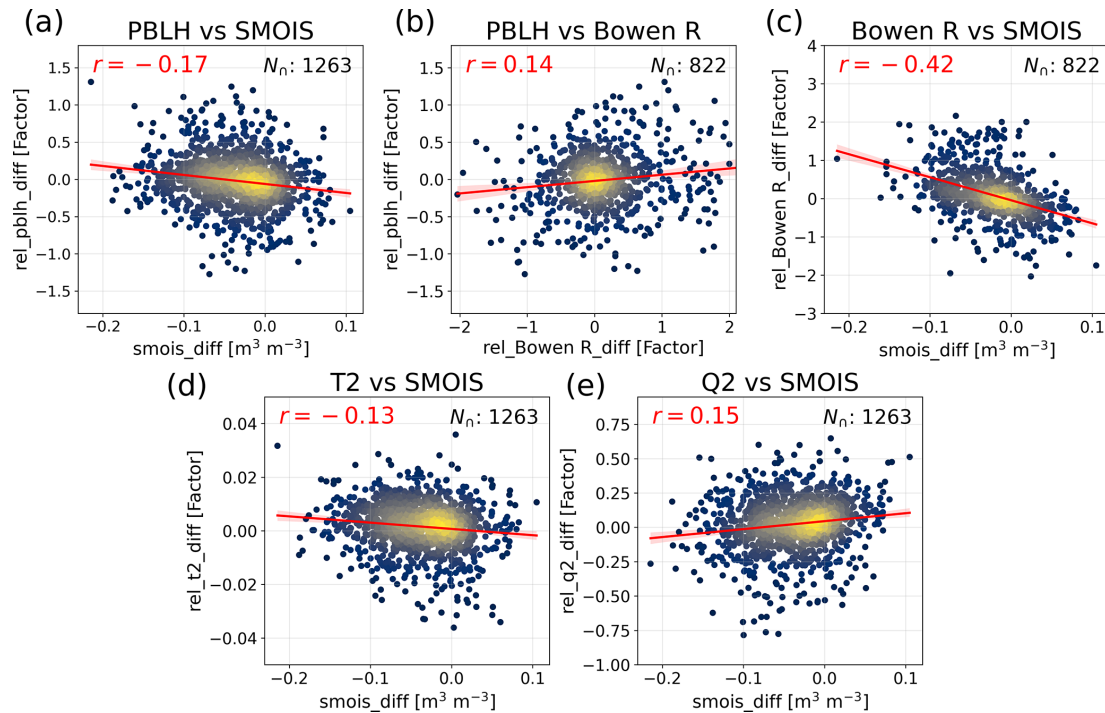 (a)
PBLH vs SMOIS
r = −0.17
N∩: 1263
rel_pblh_diff [Factor]
1.5
1.0
0.5
0.0
−0.5
−1.0
−1.5
−0.2
−0.1
0.0
0.1
smois_diff [m³ m⁻³]
(b)
PBLH vs Bowen R
r = 0.14
N∩: 822
rel_pblh_diff [Factor]
1.5
1.0
0.5
0.0
−0.5
−1.0
−1.5
−2
−1
0
1
2
rel_Bowen R_diff [Factor]
(c)
Bowen R vs SMOIS
r = −0.42
N∩: 822
rel_Bowen R_diff [Factor]
4
3
2
1
0
−1
−2
−3
−0.2
−0.1
0.0
0.1
smois_diff [m³ m⁻³]
(d)
T2 vs SMOIS
r = −0.13
N∩: 1263
rel_t2_diff [Factor]
0.04
0.02
0.00
−0.02
−0.04
−0.2
−0.1
0.0
0.1
smois_diff [m³ m⁻³]
(e)
Q2 vs SMOIS
r = 0.15
N∩: 1263
rel_q2_diff [Factor]
0.75
0.50
0.25
0.00
−0.25
−0.50
−0.75
−1.00
−0.2
−0.1
0.0
0.1
smois_diff [m³ m⁻³]